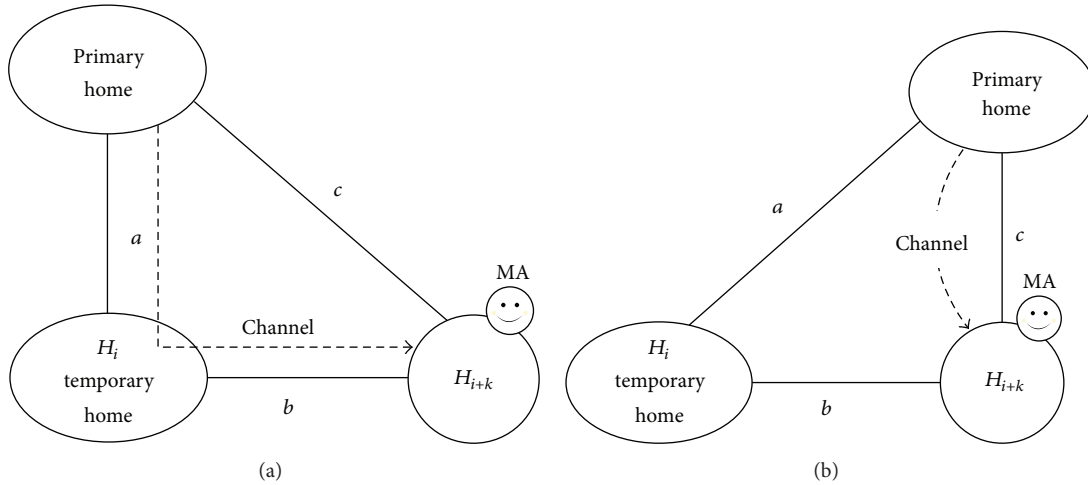 Primary
home
a
c
MA
Channel
H_i
temporary
home
H_{i+k}
b
(a)
Primary
home
a
Channel
c
MA
H_i
temporary
home
H_{i+k}
b
(b)